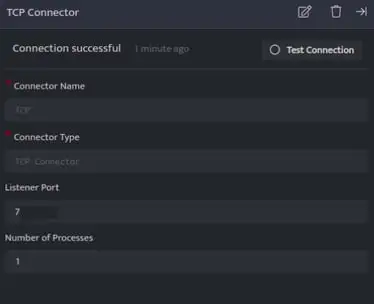 TCP Connector
Connection successful 1 minute ago Test Connection
* Connector Name
TCP
* Connector Type
TCP Connector
Listener Port
7
Number of Processes
1